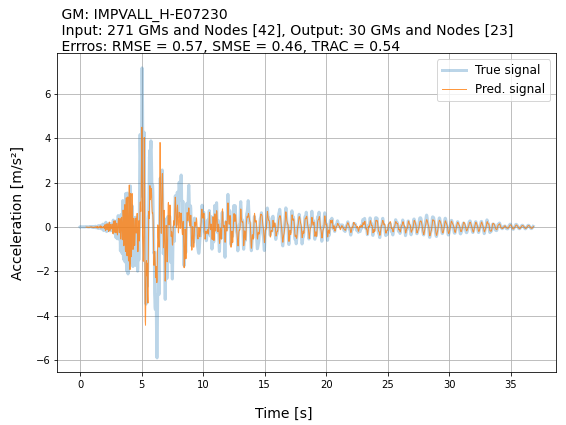 GM: IMPVALL_H-E07230
Input: 271 GMs and Nodes [42], Output: 30 GMs and Nodes [23]
Errros: RMSE = 0.57, SMSE = 0.46, TRAC = 0.54
True signal
Pred. signal
Acceleration [m/s²]
6
4
2
0
−2
−4
−6
0 5 10 15 20 25 30 35
Time [s]